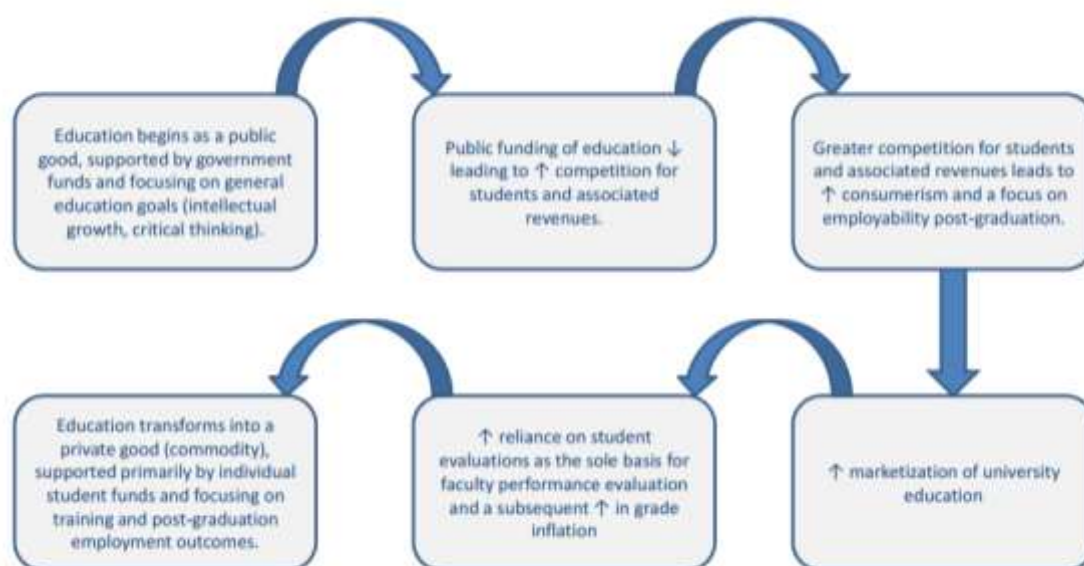 Education begins as a public
good, supported by government
funds and focusing on general
education goals (intellectual
growth, critical thinking).
Public funding of education ↓
leading to ↑ competition for
students and associated
revenues.
Greater competition for students
and associated revenues leads to
↑ consumerism and a focus on
employability post-graduation.
↑ marketization of university
education
↑ reliance on student
evaluations as the sole basis for
faculty performance evaluation
and a subsequent ↑ in grade
inflation
Education transforms into a
private good (commodity),
supported primarily by individual
student funds and focusing on
training and post-graduation
employment outcomes.